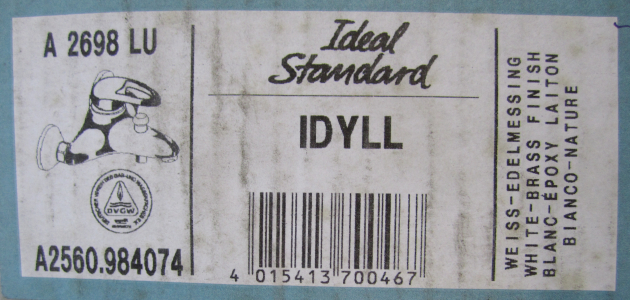 A 2698 LU
DVGW
A2560.984074
Ideal
Standard
IDYLL
4 015413 700467
WEISS-EDELMESSING
WHITE-BRASS FINISH
BLANC-ÉPOXY LAITON
BIANCO-NATURE